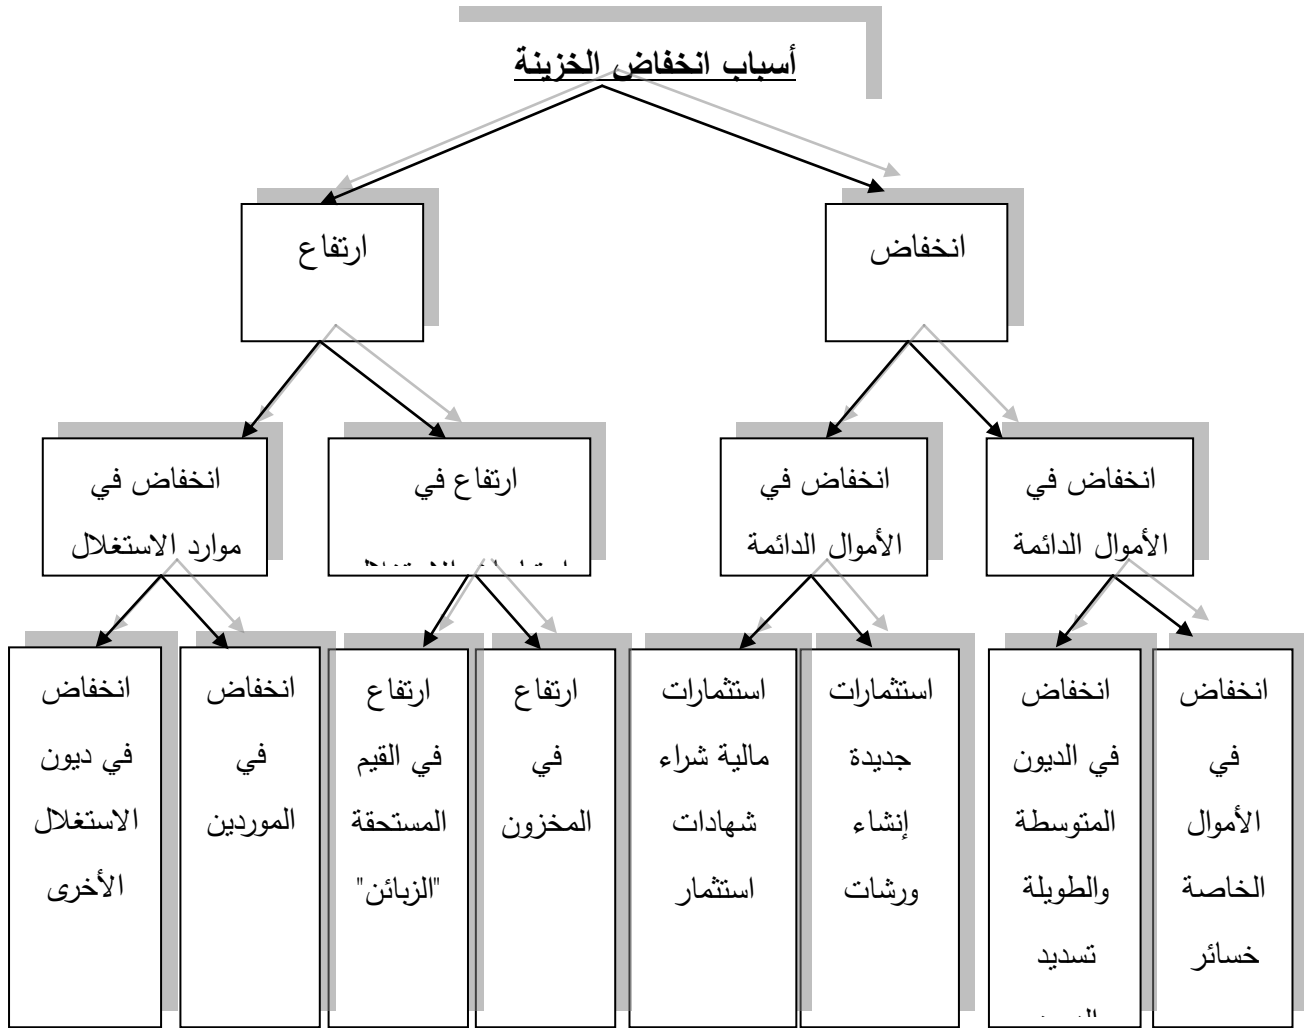 أسباب انخفاض الخزينة
انخفاض
ارتفاع
انخفاض في
الأموال الدائمة
انخفاض في
الأموال الدائمة
ارتفاع في
انخفاض في
موارد الاستغلال
انخفاض
في
الأموال
الخاصة
خسائر
انخفاض
في الديون
المتوسطة
والطويلة
تسديد
استثمارات
جديدة
إنشاء
ورشات
استثمارات
مالية شراء
شهادات
استثمار
ارتفاع
في
المخزون
ارتفاع
في القيم
المستحقة
"الزبائن"
انخفاض
في
الموردين
انخفاض
في ديون
الاستغلال
الأخرى